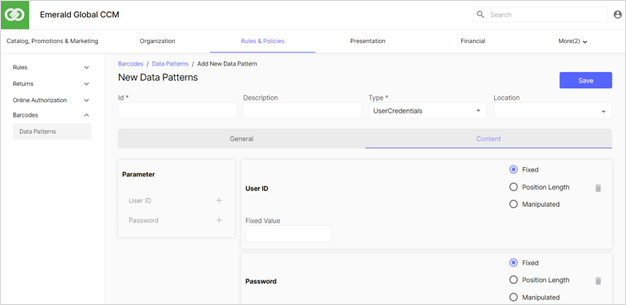 Emerald Global CCM
Search
Catalog, Promotions & Marketing Organization Rules & Policies Presentation Financial More(2)
Rules
Returns
Online Authorization
Barcodes
Data Patterns
Barcodes / Data Patterns / Add New Data Pattern
New Data Patterns
Save
Id * Description Type * Location
UserCredentials
General Content
Parameter
User ID +
Password +
User ID
Fixed
Position Length
Manipulated
Fixed Value
Password
Fixed
Position Length
Manipulated